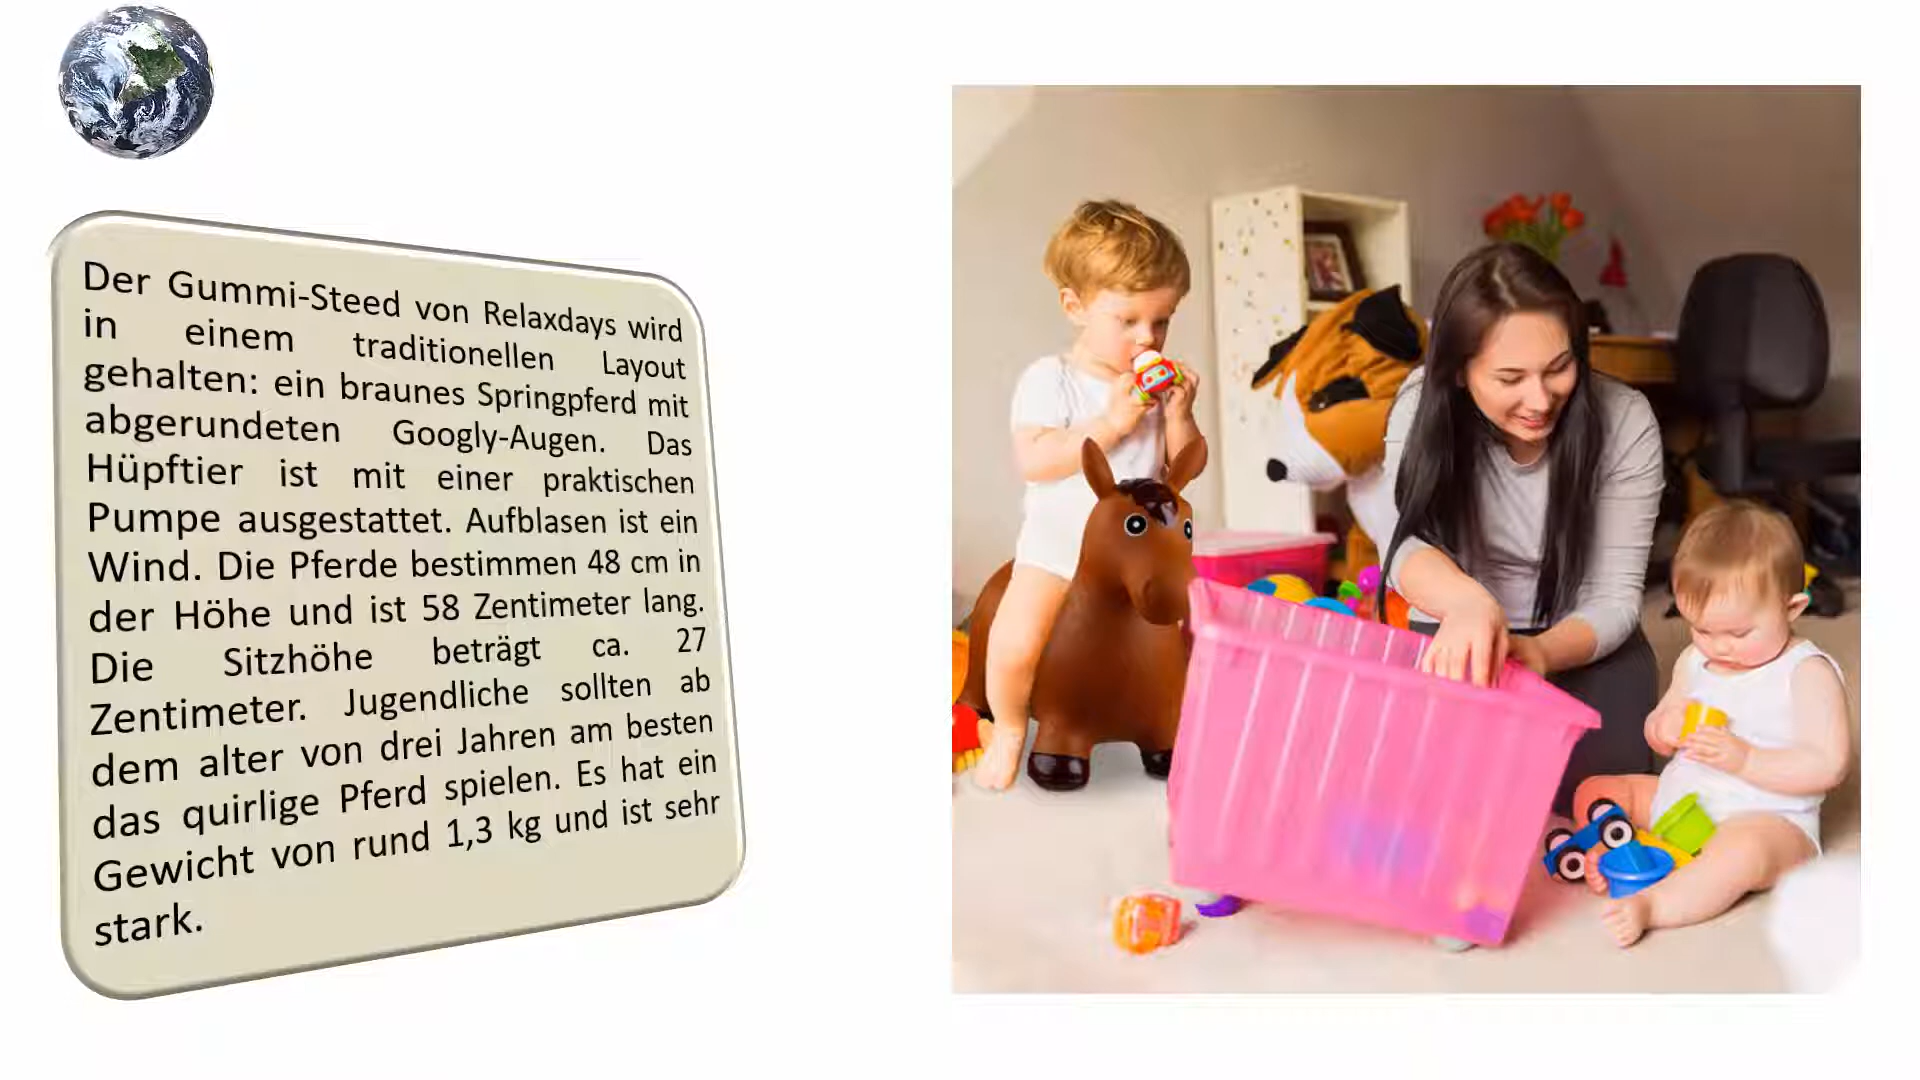 Der Gummi-Steed von Relaxdays wird
in einem traditionellen Layout
gehalten: ein braunes Springpferd mit
abgerundeten Googly-Augen. Das
Hüpftier ist mit einer praktischen
Pumpe ausgestattet. Aufblasen ist ein
Wind. Die Pferde bestimmen 48 cm in
der Höhe und ist 58 Zentimeter lang.
Die Sitzhöhe beträgt ca. 27
Zentimeter. Jugendliche sollten ab
dem alter von drei Jahren am besten
das quirlige Pferd spielen. Es hat ein
Gewicht von rund 1,3 kg und ist sehr
stark.